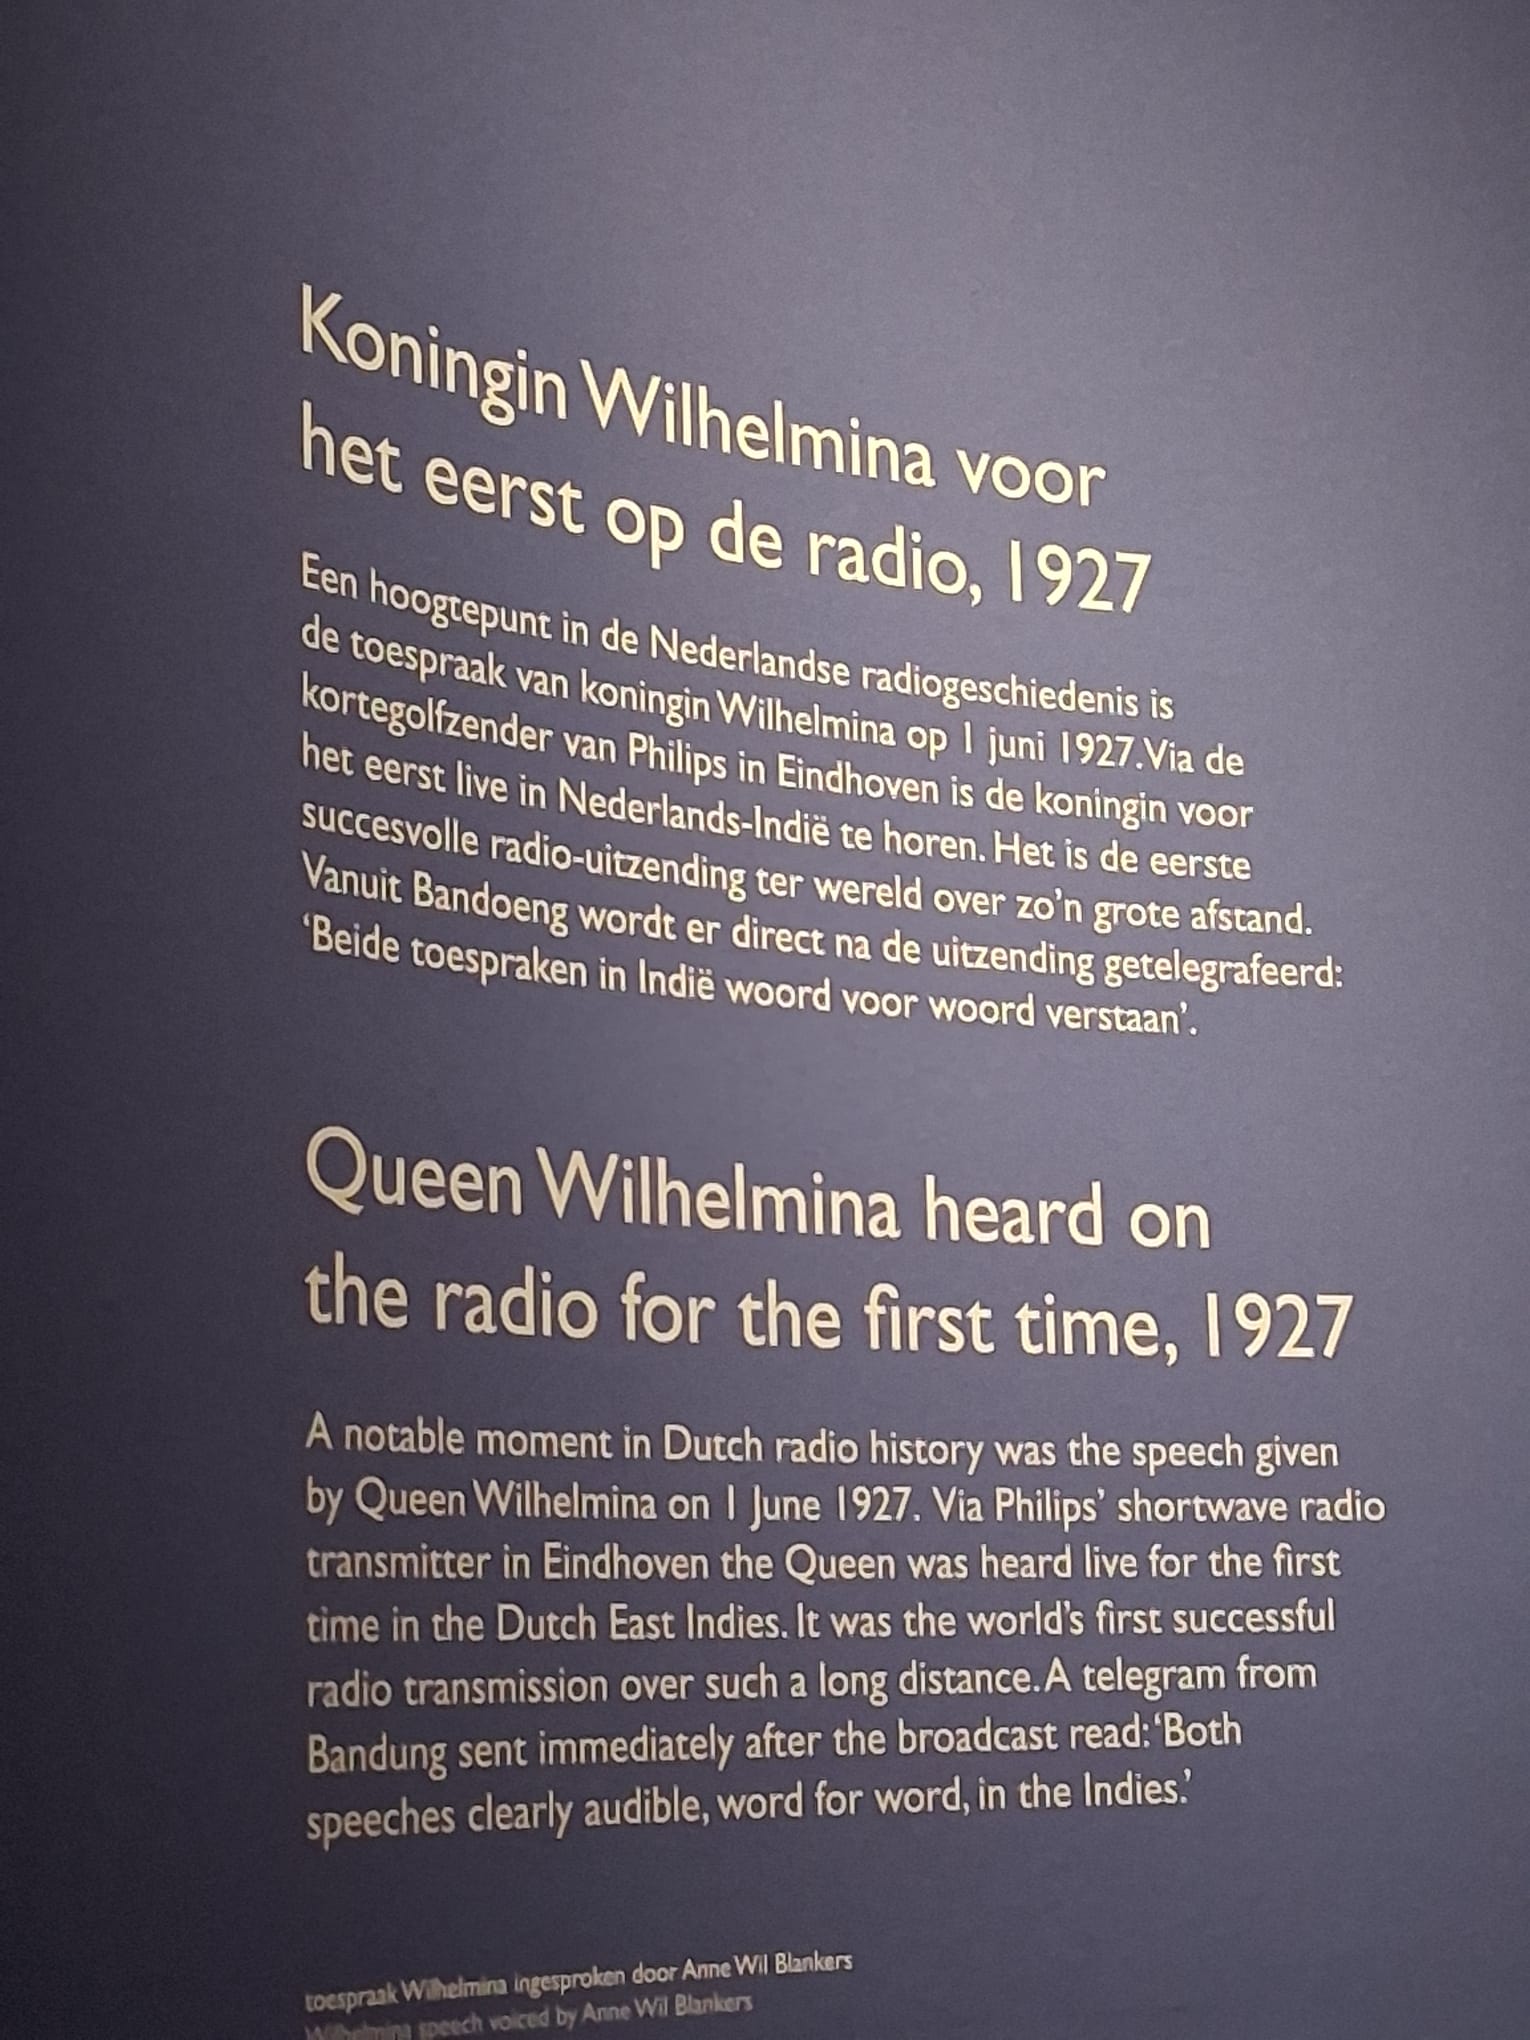 Koningin Wilhelmina voor
het eerst op de radio, 1927
Een hoogtepunt in de Nederlandse radiogeschiedenis is
de toespraak van koningin Wilhelmina op 1 juni 1927. Via de
kortegolfzender van Philips in Eindhoven is de koningin voor
het eerst live in Nederlands-Indië te horen. Het is de eerste
succesvolle radio-uitzending ter wereld over zo'n grote afstand.
Vanuit Bandoeng wordt er direct na de uitzending getelegrafeerd:
‘Beide toespraken in Indië woord voor woord verstaan’.
Queen Wilhelmina heard on
the radio for the first time, 1927
A notable moment in Dutch radio history was the speech given
by Queen Wilhelmina on 1 June 1927. Via Philips’ shortwave radio
transmitter in Eindhoven the Queen was heard live for the first
time in the Dutch East Indies. It was the world’s first successful
radio transmission over such a long distance. A telegram from
Bandung sent immediately after the broadcast read: ‘Both
speeches clearly audible, word for word, in the Indies.’
toespraak Wilhelmina ingesproken door Anne Wil Blankers
Wilhelmina speech voiced by Anne Wil Blankers